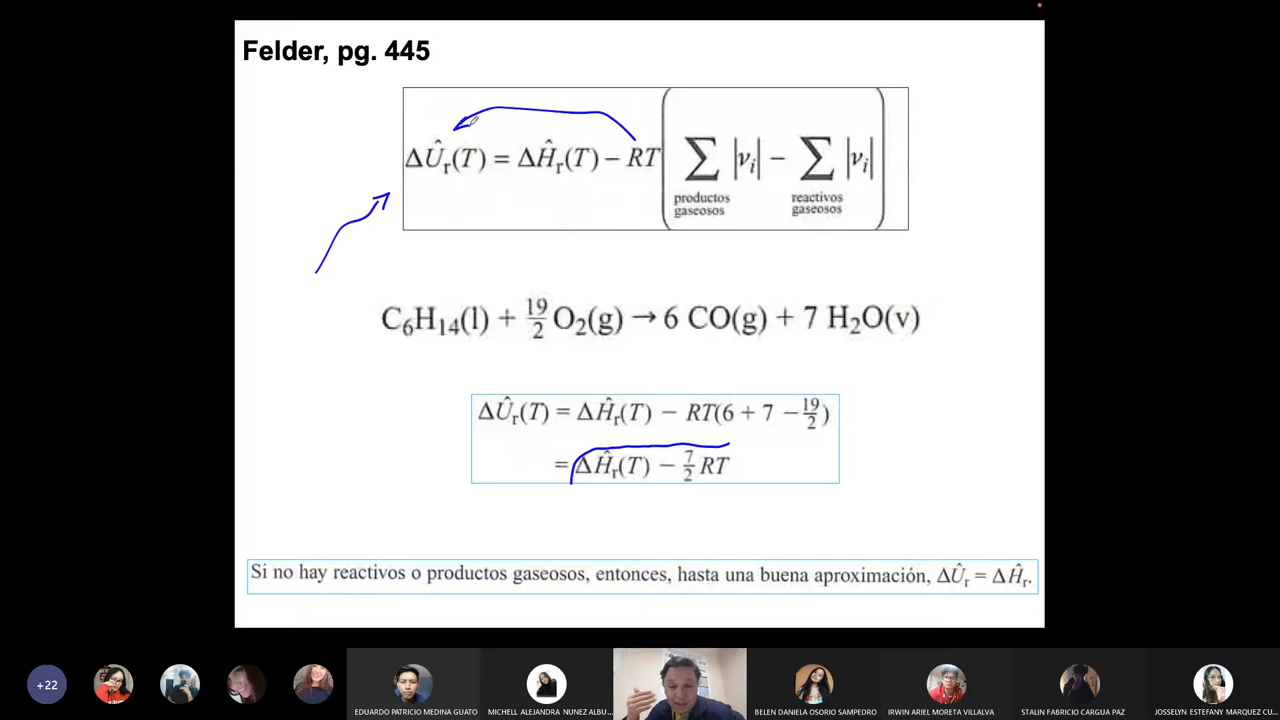 Felder, pg. 445
ΔÛr(T) = ΔĤr(T) − RT ( ∑ |νi| − ∑ |νi| )
productos gaseosos reactivos gaseosos
C6H14(l) + 19/2 O2(g) → 6 CO(g) + 7 H2O(v)
ΔÛr(T) = ΔĤr(T) − RT(6 + 7 − 19/2)
= ΔĤr(T) − 7/2 RT
Si no hay reactivos o productos gaseosos, entonces, hasta una buena aproximación, ΔÛr = ΔĤr.
+22
EDUARDO PATRICIO MEDINA GUATO
MICHELL ALEJANDRA NUNEZ ALBU...
BELEN DANIELA OSORIO SAMPEDRO
IRWIN ARIEL MORETA VILLALVA
STALIN FABRICIO CARGUA PAZ
JOSSELYN ESTEFANY MARQUEZ CU...